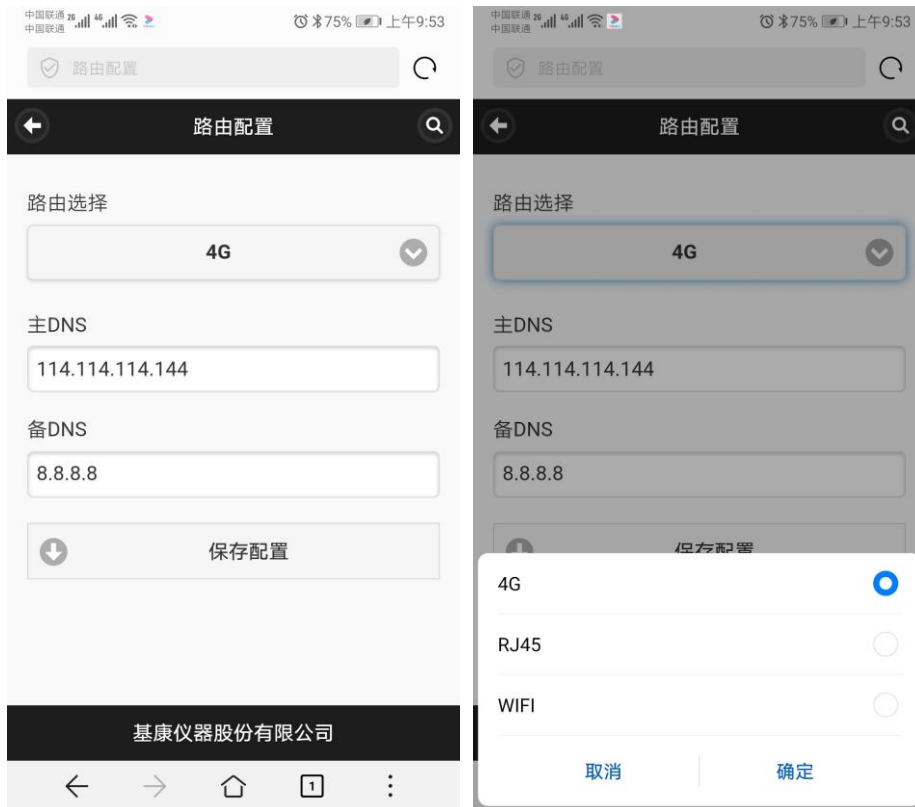 中国联通
中国联通
2G
4G
75%
上午9:53
路由配置
路由配置
路由选择
4G
主DNS
114.114.114.144
备DNS
8.8.8.8
保存配置
基康仪器股份有限公司
1
中国联通
中国联通
2G
4G
75%
上午9:53
路由配置
路由配置
路由选择
4G
主DNS
114.114.114.144
备DNS
8.8.8.8
保存配置
4G
RJ45
WIFI
取消
确定